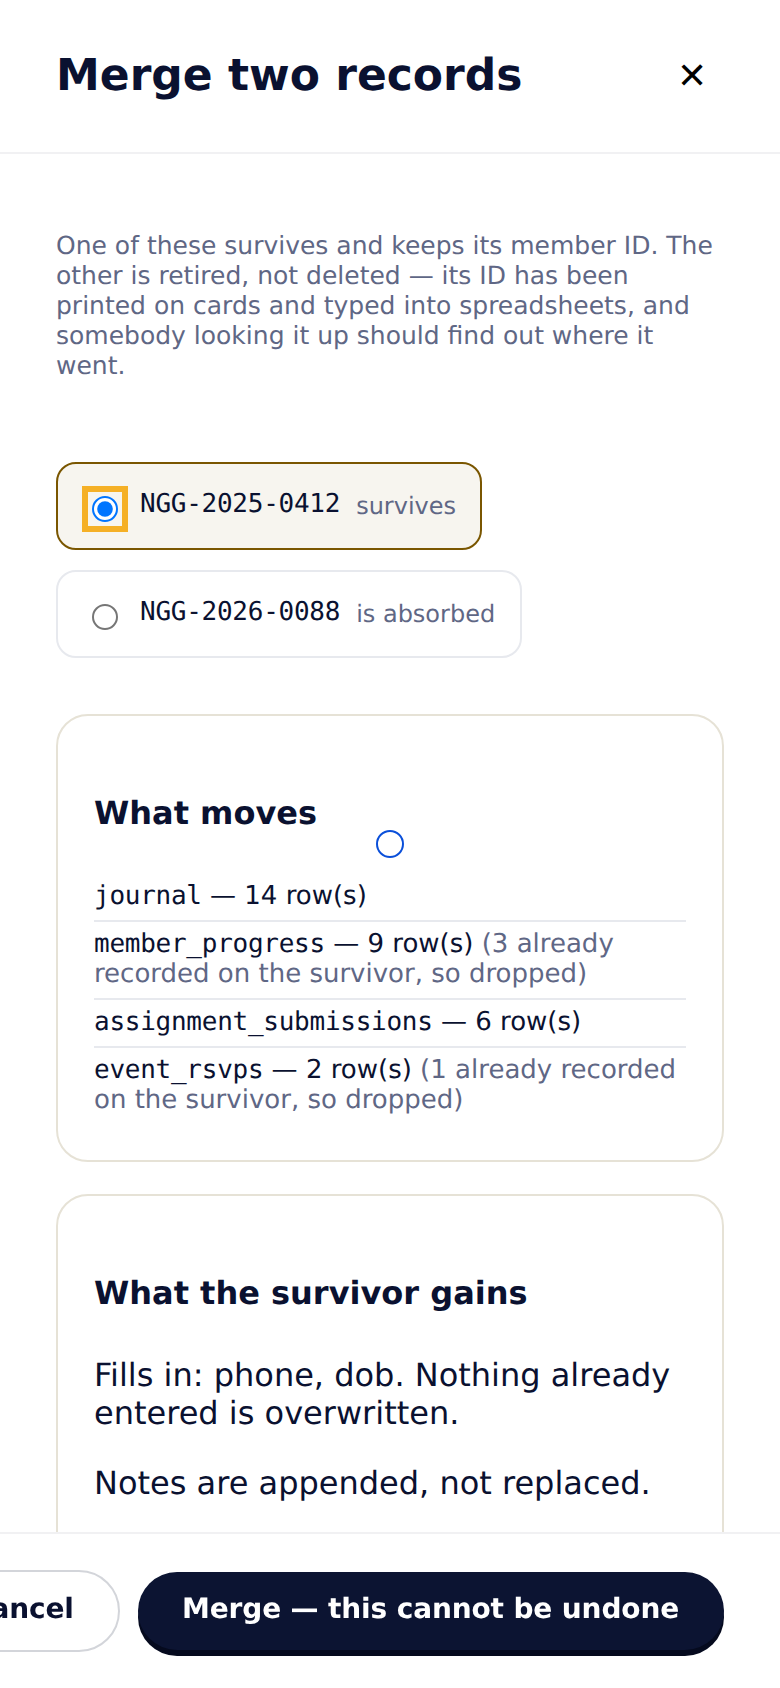 Merge two records ✕
One of these survives and keeps its member ID. The
other is retired, not deleted — its ID has been
printed on cards and typed into spreadsheets, and
somebody looking it up should find out where it
went.
NGG-2025-0412 survives
NGG-2026-0088 is absorbed
What moves
journal — 14 row(s)
member_progress — 9 row(s) (3 already
recorded on the survivor, so dropped)
assignment_submissions — 6 row(s)
event_rsvps — 2 row(s) (1 already recorded
on the survivor, so dropped)
What the survivor gains
Fills in: phone, dob. Nothing already
entered is overwritten.
Notes are appended, not replaced.
ancel Merge — this cannot be undone